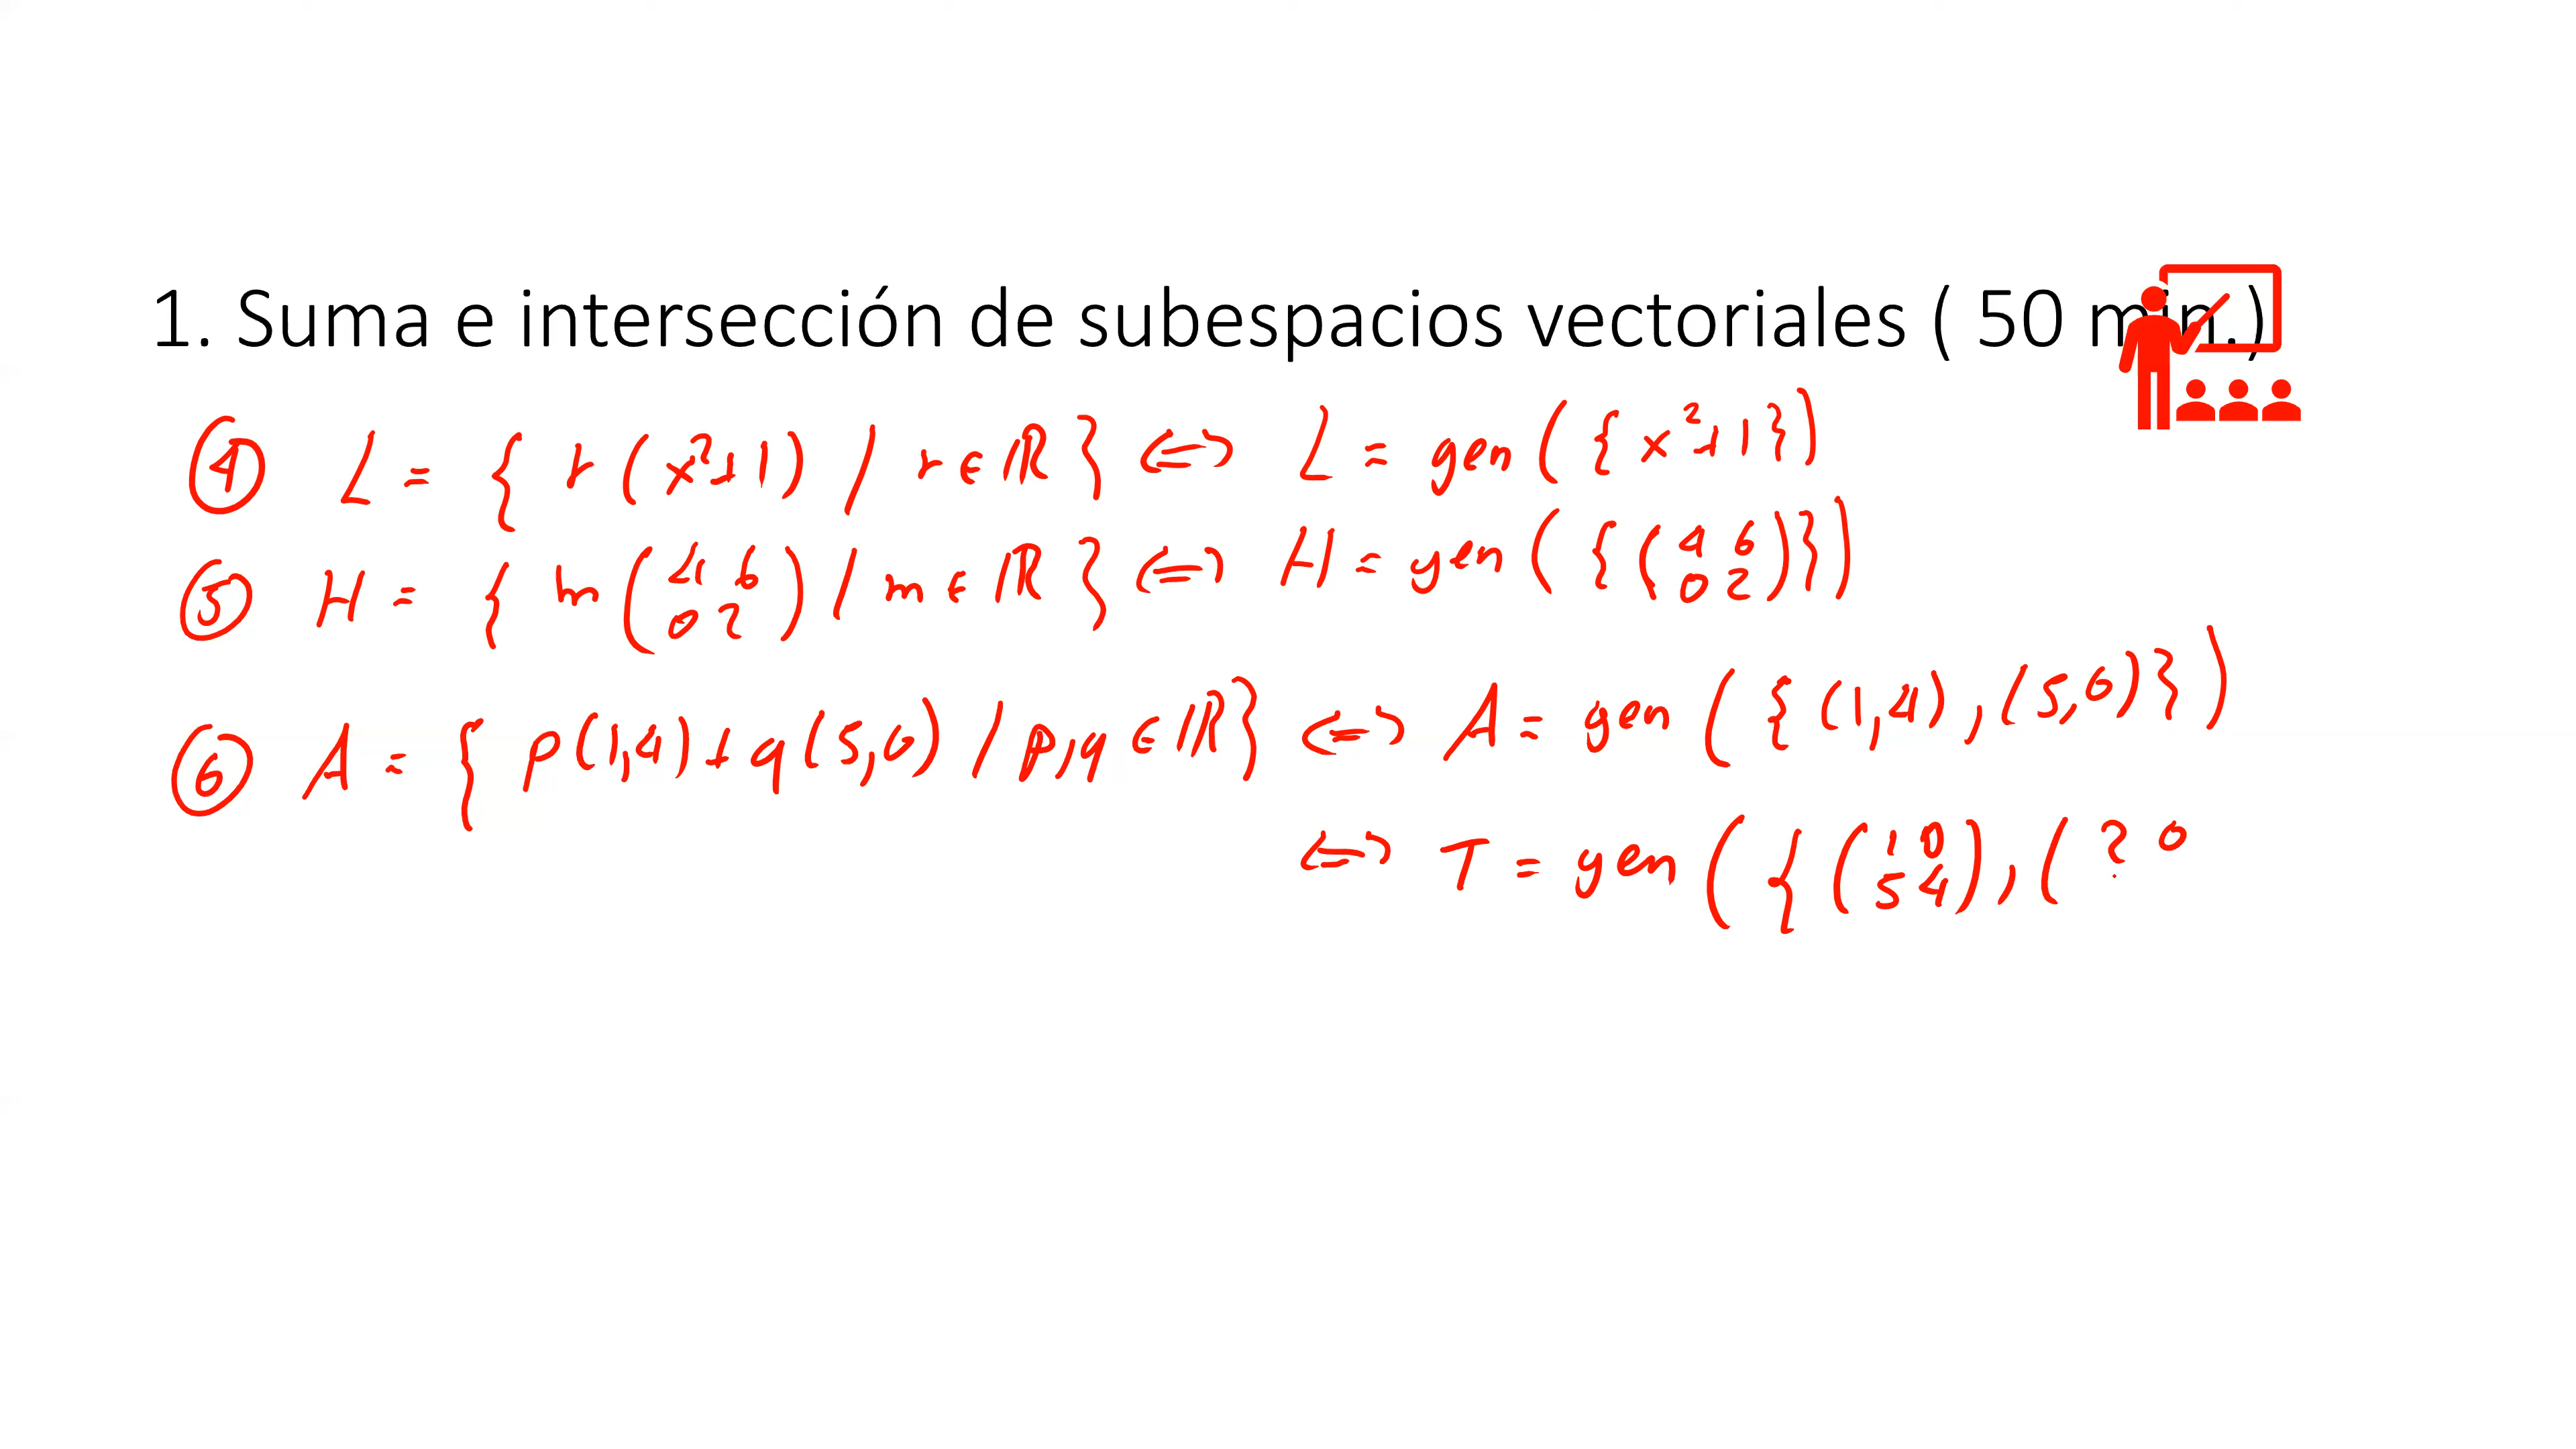 1. Suma e intersección de subespacios vectoriales ( 50 min.)
④ L = { r ( x²+1 ) / r ∈ ℝ } ⟺ L = gen ( { x²+1 } )
⑤ H = { m ( 4 6
0 2 ) / m ∈ ℝ } ⟺ H = gen ( { ( 4 6
0 2 ) } )
⑥ A = { p(1,4) + q(5,6) / p,q ∈ ℝ } ⟺ A = gen ( { (1,4) , (5,6) } )
⟺ T = gen ( { ( 1 0
5 4 ) , ( 2 0